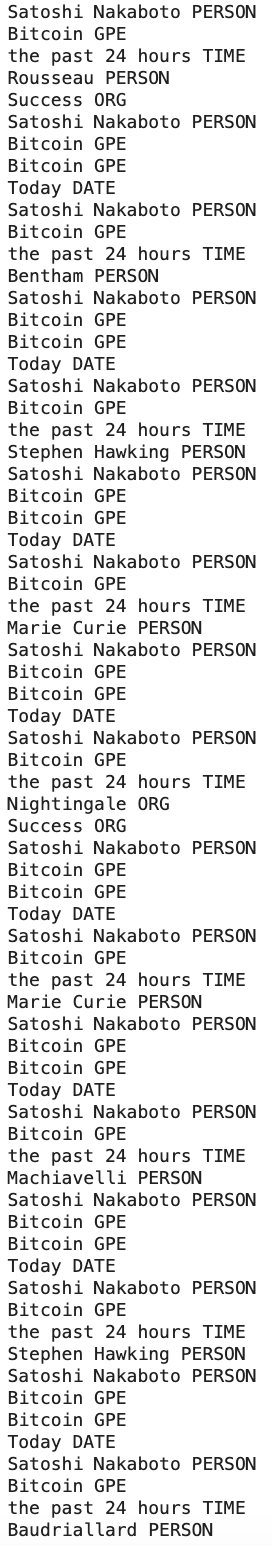 Satoshi Nakaboto PERSON
Bitcoin GPE
the past 24 hours TIME
Rousseau PERSON
Success ORG
Satoshi Nakaboto PERSON
Bitcoin GPE
Bitcoin GPE
Today DATE
Satoshi Nakaboto PERSON
Bitcoin GPE
the past 24 hours TIME
Bentham PERSON
Satoshi Nakaboto PERSON
Bitcoin GPE
Bitcoin GPE
Today DATE
Satoshi Nakaboto PERSON
Bitcoin GPE
the past 24 hours TIME
Stephen Hawking PERSON
Satoshi Nakaboto PERSON
Bitcoin GPE
Bitcoin GPE
Today DATE
Satoshi Nakaboto PERSON
Bitcoin GPE
the past 24 hours TIME
Marie Curie PERSON
Satoshi Nakaboto PERSON
Bitcoin GPE
Bitcoin GPE
Today DATE
Satoshi Nakaboto PERSON
Bitcoin GPE
the past 24 hours TIME
Nightingale ORG
Success ORG
Satoshi Nakaboto PERSON
Bitcoin GPE
Bitcoin GPE
Today DATE
Satoshi Nakaboto PERSON
Bitcoin GPE
the past 24 hours TIME
Marie Curie PERSON
Satoshi Nakaboto PERSON
Bitcoin GPE
Bitcoin GPE
Today DATE
Satoshi Nakaboto PERSON
Bitcoin GPE
the past 24 hours TIME
Machiavelli PERSON
Satoshi Nakaboto PERSON
Bitcoin GPE
Bitcoin GPE
Today DATE
Satoshi Nakaboto PERSON
Bitcoin GPE
the past 24 hours TIME
Stephen Hawking PERSON
Satoshi Nakaboto PERSON
Bitcoin GPE
Bitcoin GPE
Today DATE
Satoshi Nakaboto PERSON
Bitcoin GPE
the past 24 hours TIME
Baudriallard PERSON